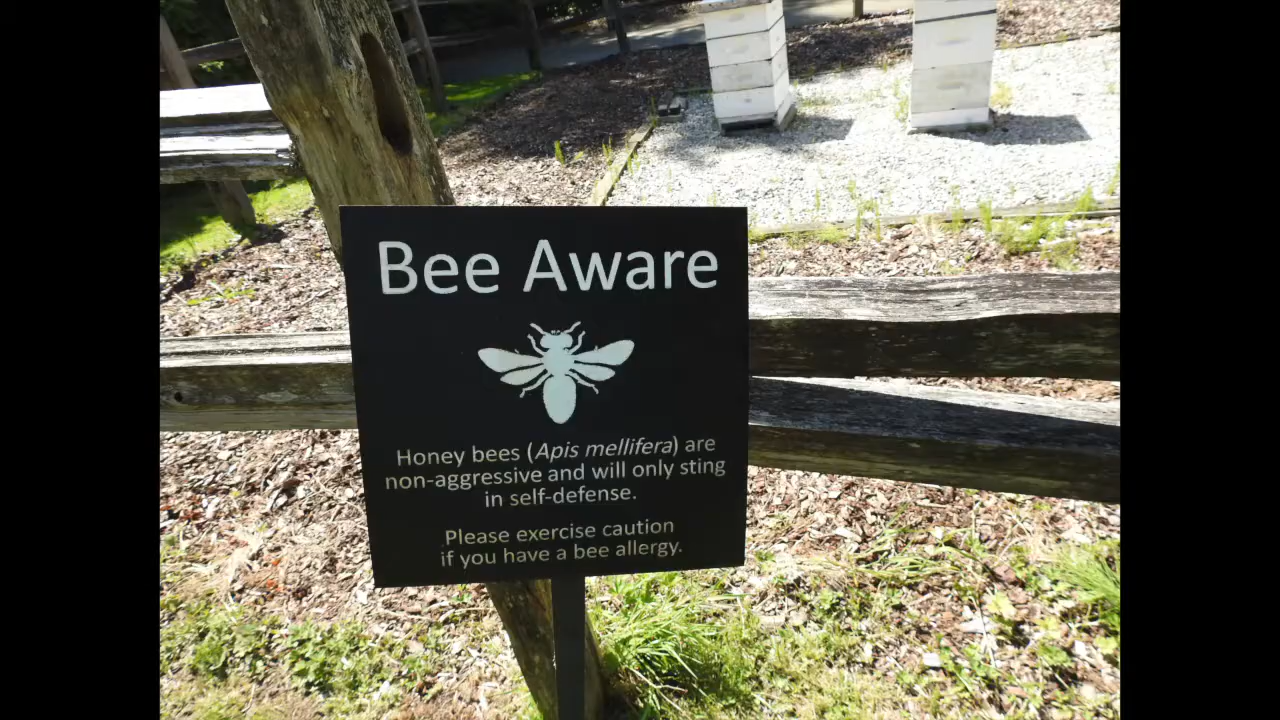 Bee Aware
Honey bees (Apis mellifera) are
non-aggressive and will only sting
in self-defense.
Please exercise caution
if you have a bee allergy.